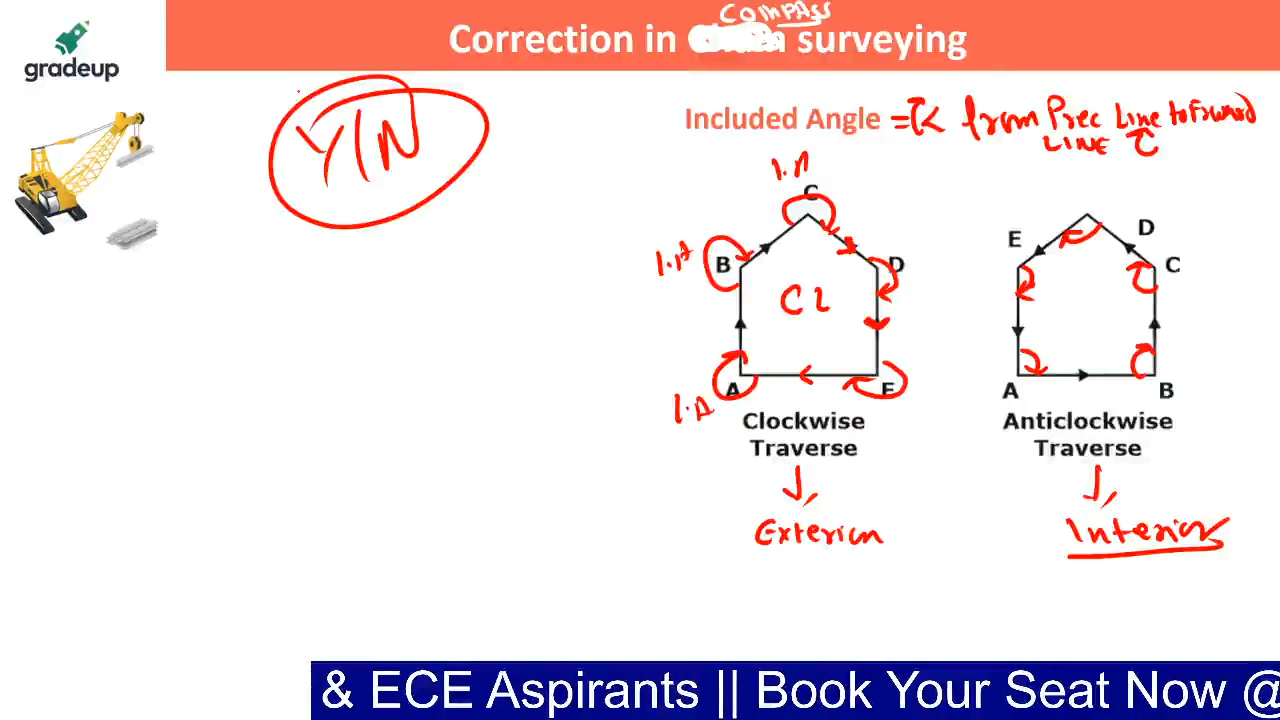 gradeup
COMPASS
Correction in surveying
Y/N
Included Angle = from Prec Line to Forward
LINE
I.A
C
I.A
B
D
C L
I.A
A
E
Clockwise
Traverse
Exterior
E
D
C
A
B
Anticlockwise
Traverse
Interior
& ECE Aspirants || Book Your Seat Now @